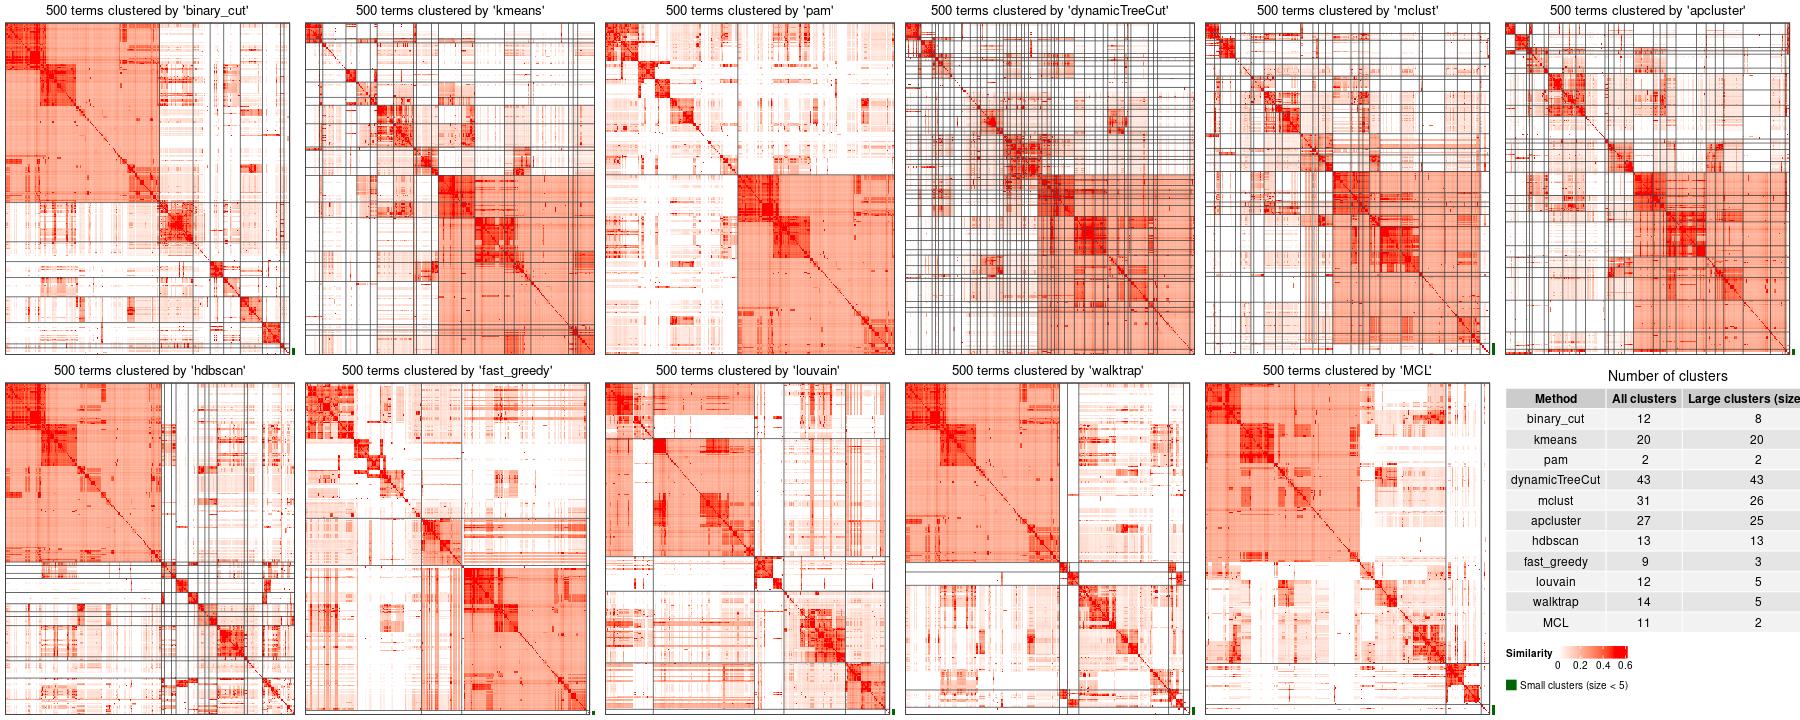 500 terms clustered by 'binary_cut'
500 terms clustered by 'kmeans'
500 terms clustered by 'pam'
500 terms clustered by 'dynamicTreeCut'
500 terms clustered by 'mclust'
500 terms clustered by 'apcluster'
500 terms clustered by 'hdbscan'
500 terms clustered by 'fast_greedy'
500 terms clustered by 'louvain'
500 terms clustered by 'walktrap'
500 terms clustered by 'MCL'
Number of clusters
Method All clusters Large clusters (size
binary_cut 12 8
kmeans 20 20
pam 2 2
dynamicTreeCut 43 43
mclust 31 26
apcluster 27 25
hdbscan 13 13
fast_greedy 9 3
louvain 12 5
walktrap 14 5
MCL 11 2
Similarity
0 0.2 0.4 0.6
Small clusters (size < 5)